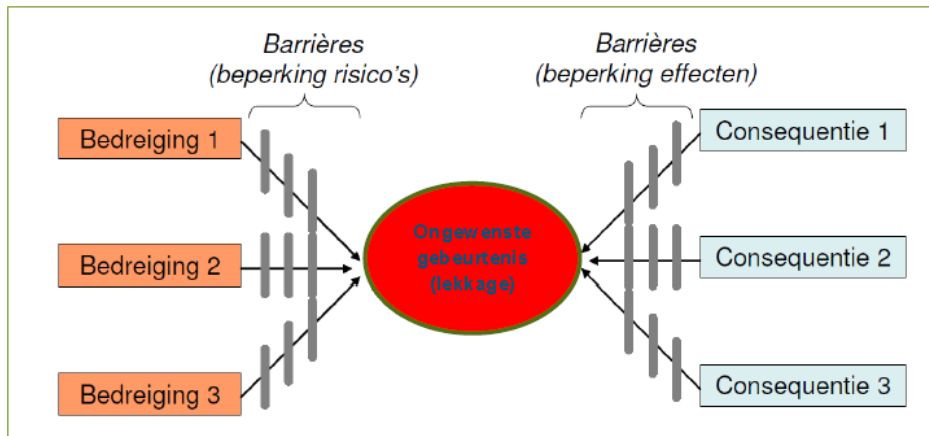 Barrières
(beperking risico's)
Barrières
(beperking effecten)
Bedreiging 1
Consequentie 1
Ongewenste
gebeurtenis
(lekkage)
Bedreiging 2
Consequentie 2
Bedreiging 3
Consequentie 3